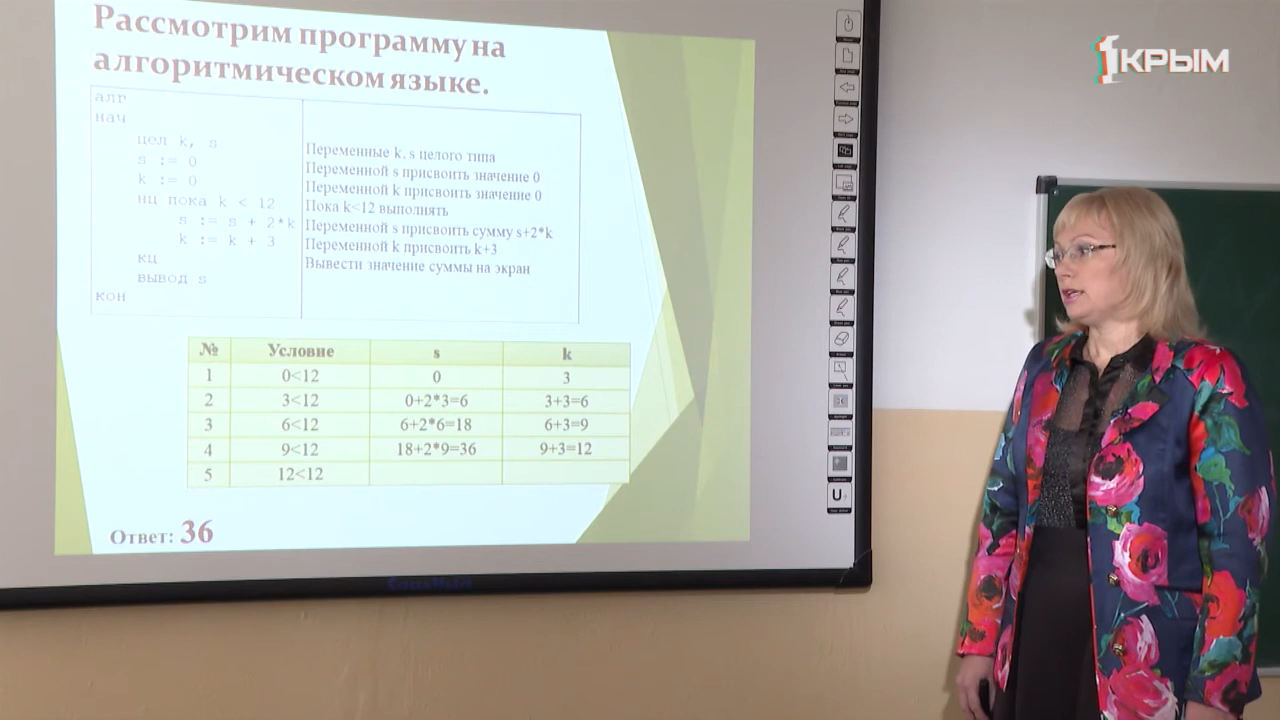 Рассмотрим программу на
алгоритмическом языке.
алг
нач
цел k, s
s := 0
k := 0
нц пока k < 12
s := s + 2*k
k := k + 3
кц
вывод s
кон
Переменные k, s целого типа
Переменной s присвоить значение 0
Переменной k присвоить значение 0
Пока k<12 выполнять
Переменной s присвоить сумму s+2*k
Переменной k присвоить k+3
Вывести значение суммы на экран
№ Условие s k
1 0<12 0 3
2 3<12 0+2*3=6 3+3=6
3 6<12 6+2*6=18 6+3=9
4 9<12 18+2*9=36 9+3=12
5 12<12
Ответ: 36
1КРЫМ